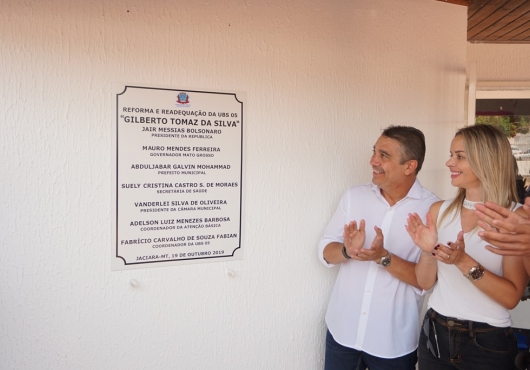 REFORMA E READEQUAÇÃO DA UBS 05
"GILBERTO TOMAZ DA SILVA"
JAIR MESSIAS BOLSONARO
PRESIDENTE DA REPÚBLICA
MAURO MENDES FERREIRA
GOVERNADOR MATO GROSSO
ABDULJABAR GALVIN MOHAMMAD
PREFEITO MUNICIPAL
SUELY CRISTINA CASTRO S. DE MORAES
SECRETÁRIA DE SAÚDE
VANDERLEI SILVA DE OLIVEIRA
PRESIDENTE DA CÂMARA MUNICIPAL
ADELSON LUIZ MENEZES BARBOSA
COORDENADOR DA ATENÇÃO BÁSICA
FABRÍCIO CARVALHO DE SOUZA FABIAN
COORDENADOR DA UBS 05
JACIARA-MT, 19 DE OUTUBRO 2019